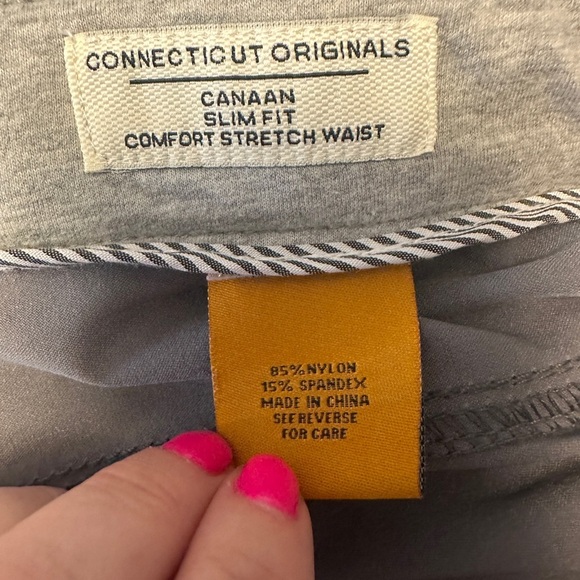 CONNECTICUT ORIGINALS
CANAAN
SLIM FIT
COMFORT STRETCH WAIST
85% NYLON
15% SPANDEX
MADE IN CHINA
SEE REVERSE
FOR CARE